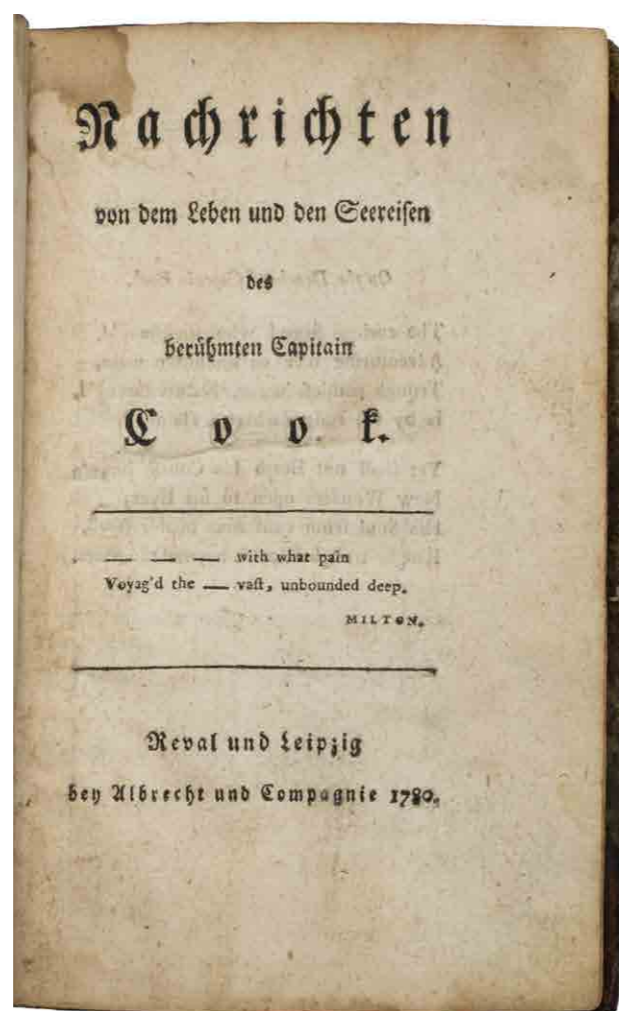 Nachrichten
von dem Leben und den Seereisen
des
berühmten Capitain
Cook.
— — — with what pain
Voyag'd the — vast, unbounded deep.
MILTON.
Reval und Leipzig
bey Albrecht und Compagnie 1780.